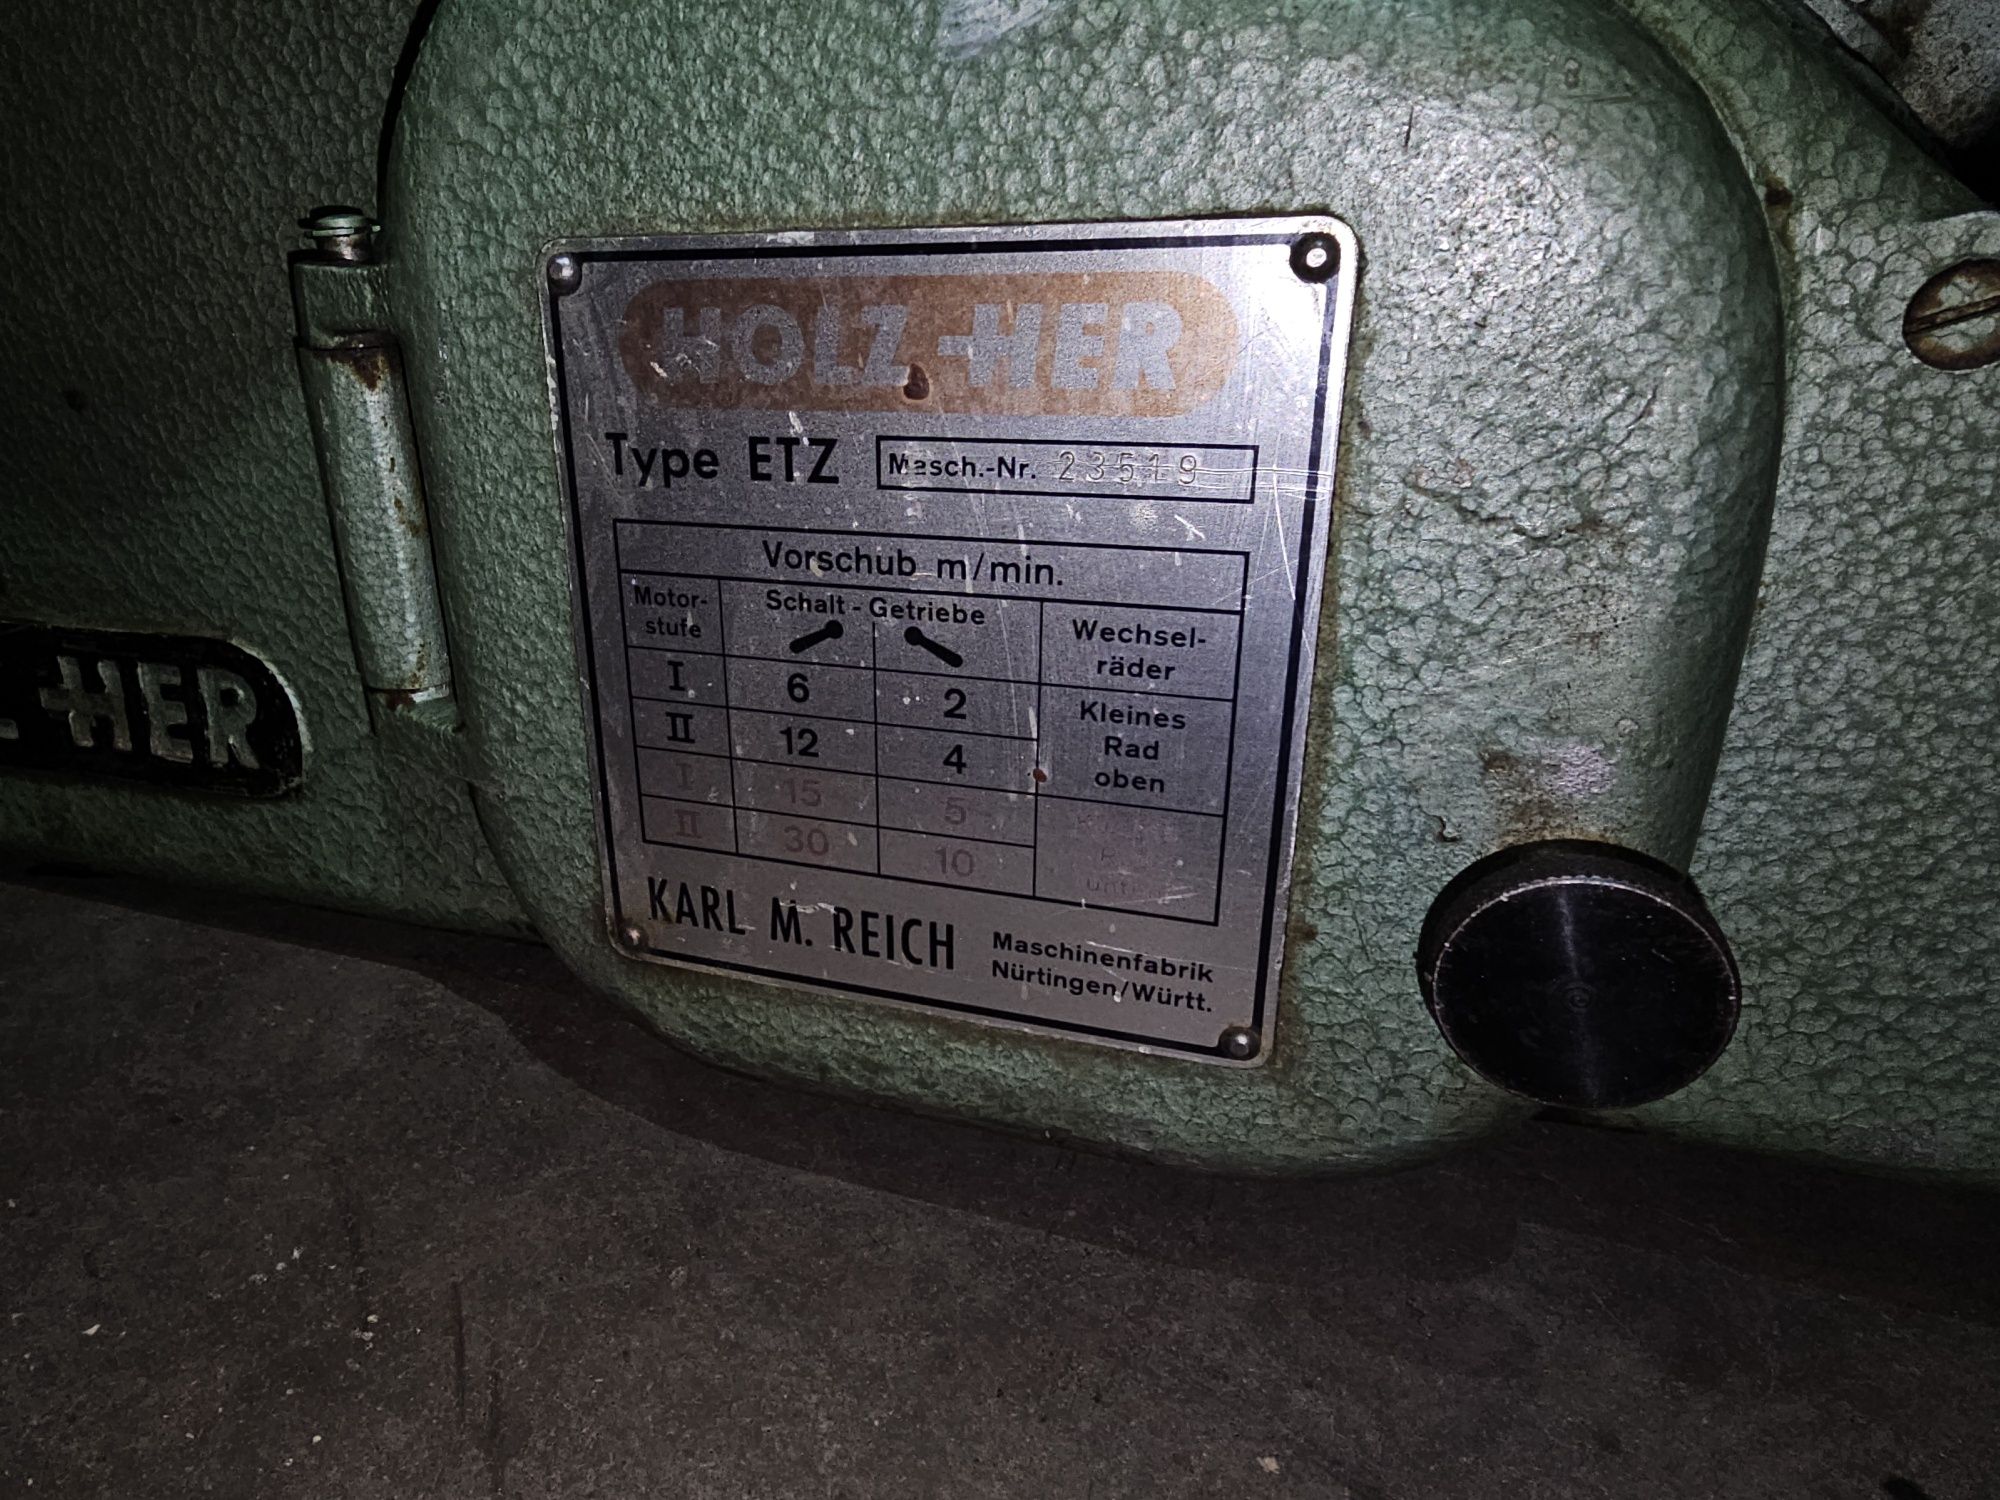 HOLZ-HER
Type ETZ Masch.-Nr. 23519
Vorschub m/min.
Motor-
stufe
Schalt-Getriebe
Wechsel-
räder
I 6 2
II 12 4
Kleines
Rad
oben
I 15 5
II 30 10
unten
KARL M. REICH
Maschinenfabrik
Nürtingen/Württ.
HER